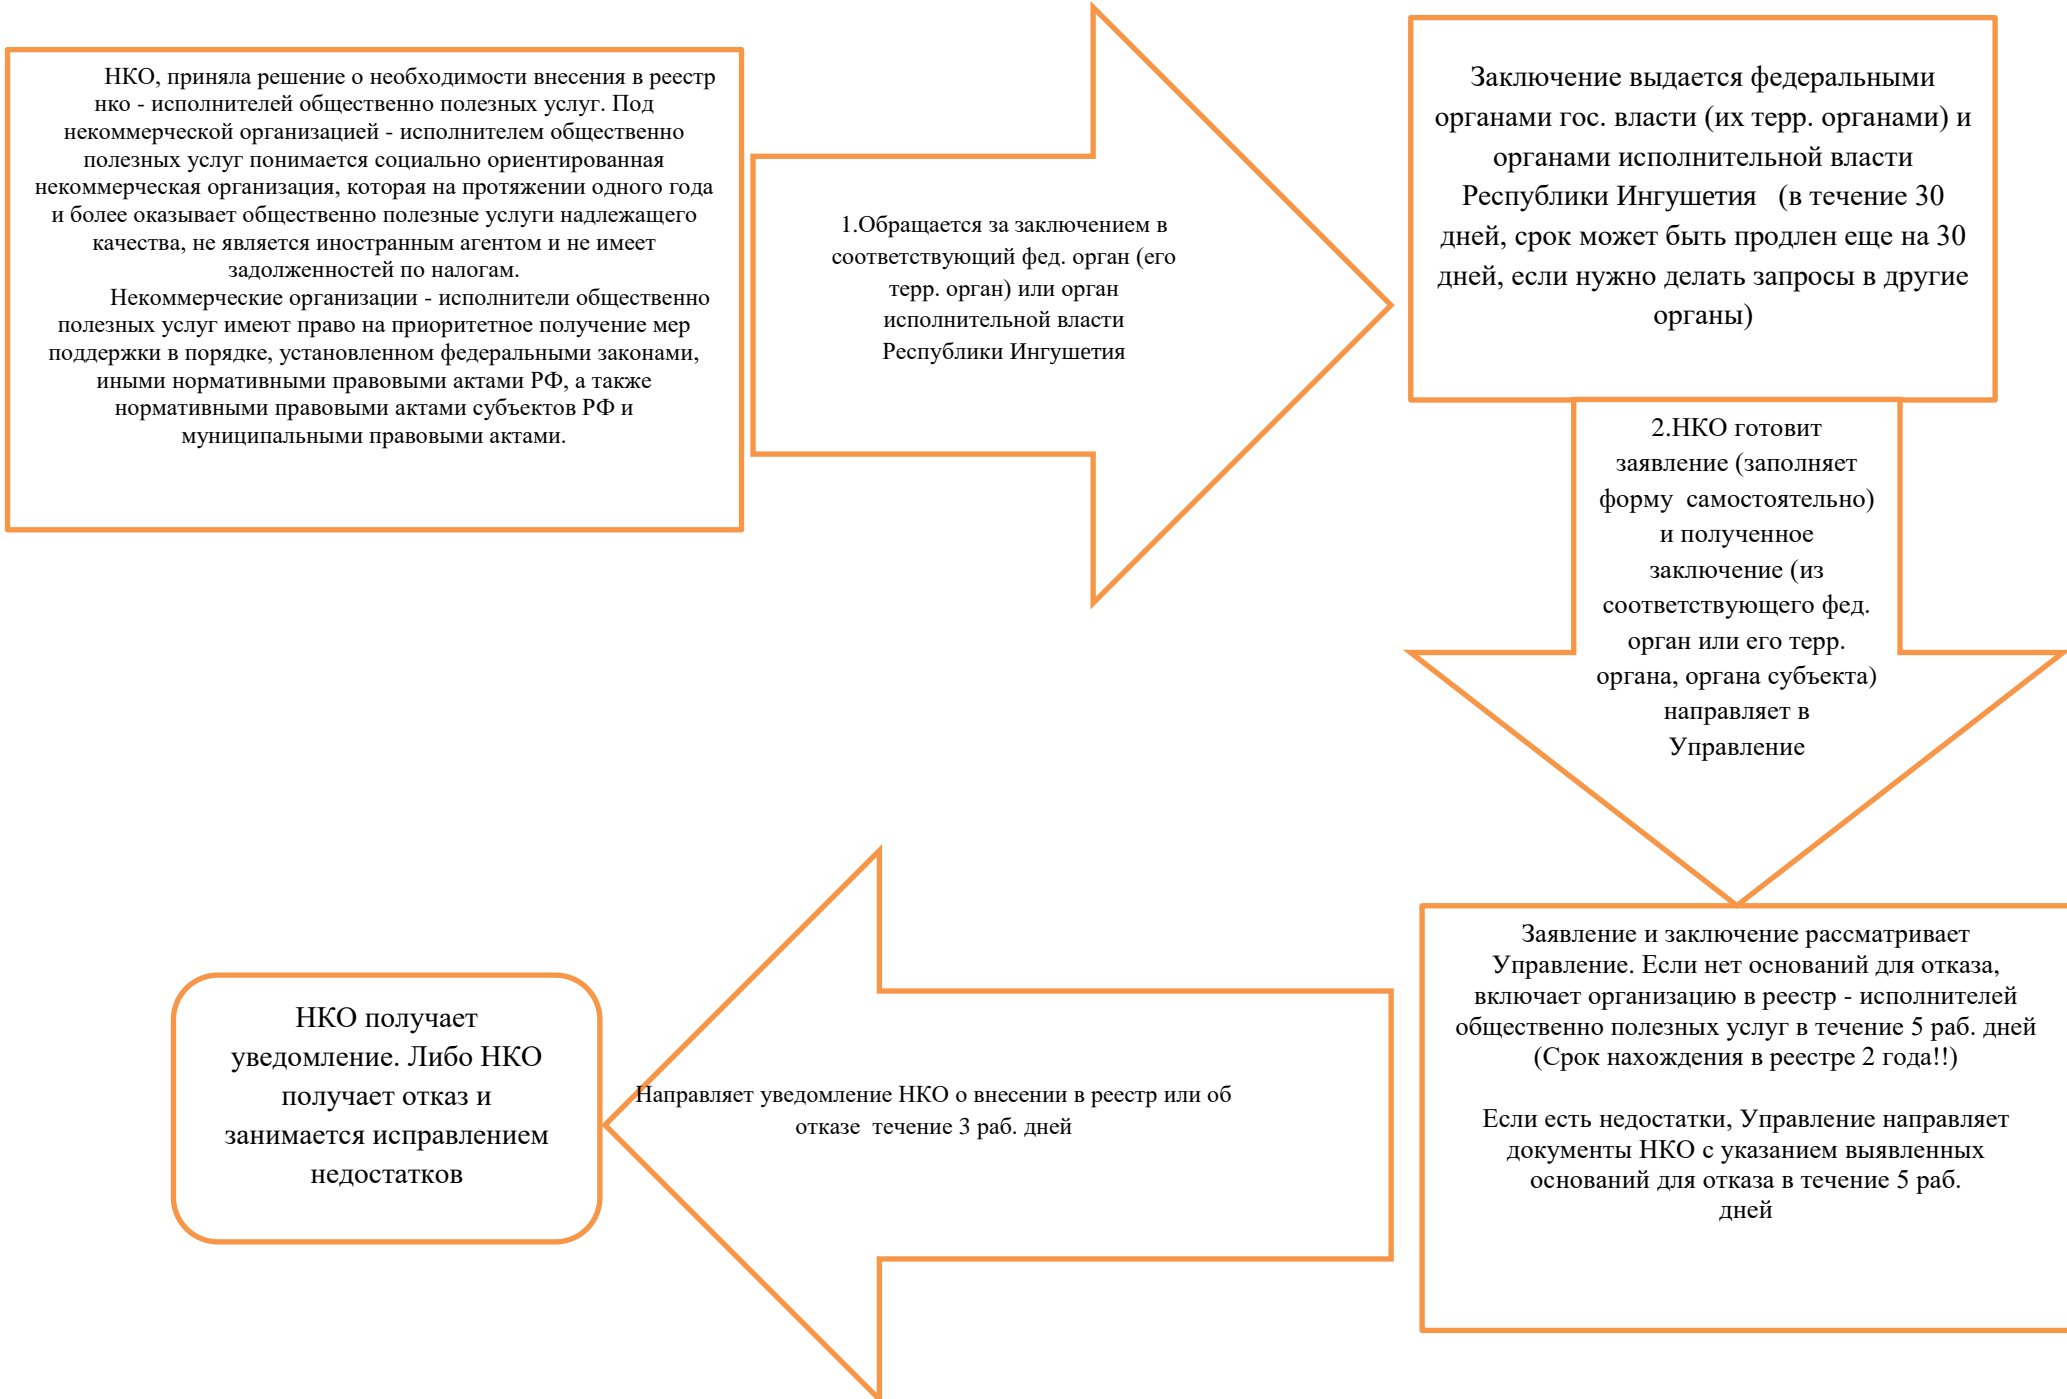 НКО, приняла решение о необходимости внесения в реестр
нко - исполнителей общественно полезных услуг. Под
некоммерческой организацией - исполнителем общественно
полезных услуг понимается социально ориентированная
некоммерческая организация, которая на протяжении одного года
и более оказывает общественно полезные услуги надлежащего
качества, не является иностранным агентом и не имеет
задолженностей по налогам.
Некоммерческие организации - исполнители общественно
полезных услуг имеют право на приоритетное получение мер
поддержки в порядке, установленном федеральными законами,
иными нормативными правовыми актами РФ, а также
нормативными правовыми актами субъектов РФ и
муниципальными правовыми актами.
1.Обращается за заключением в
соответствующий фед. орган (его
терр. орган) или орган
исполнительной власти
Республики Ингушетия
Заключение выдается федеральными
органами гос. власти (их терр. органами) и
органами исполнительной власти
Республики Ингушетия (в течение 30
дней, срок может быть продлен еще на 30
дней, если нужно делать запросы в другие
органы)
2.НКО готовит
заявление (заполняет
форму самостоятельно)
и полученное
заключение (из
соответствующего фед.
орган или его терр.
органа, органа субъекта)
направляет в
Управление
Заявление и заключение рассматривает
Управление. Если нет оснований для отказа,
включает организацию в реестр - исполнителей
общественно полезных услуг в течение 5 раб. дней
(Срок нахождения в реестре 2 года!!)
Если есть недостатки, Управление направляет
документы НКО с указанием выявленных
оснований для отказа в течение 5 раб.
дней
Направляет уведомление НКО о внесении в реестр или об
отказе течение 3 раб. дней
НКО получает
уведомление. Либо НКО
получает отказ и
занимается исправлением
недостатков